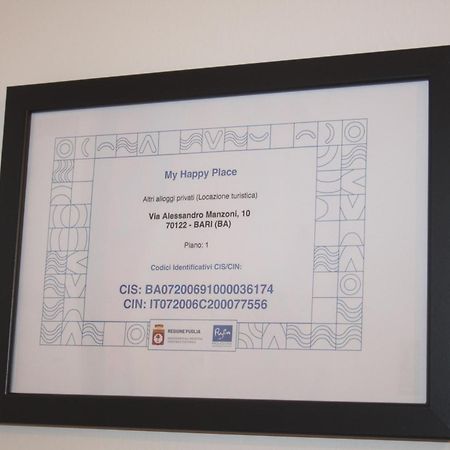 My Happy Place
Altri alloggi privati (Locazione turistica)
Via Alessandro Manzoni, 10
70122 - BARI (BA)
Piano: 1
Codici Identificativi CIS/CIN:
CIS: BA07200691000036174
CIN: IT072006C200077556
REGIONE PUGLIA